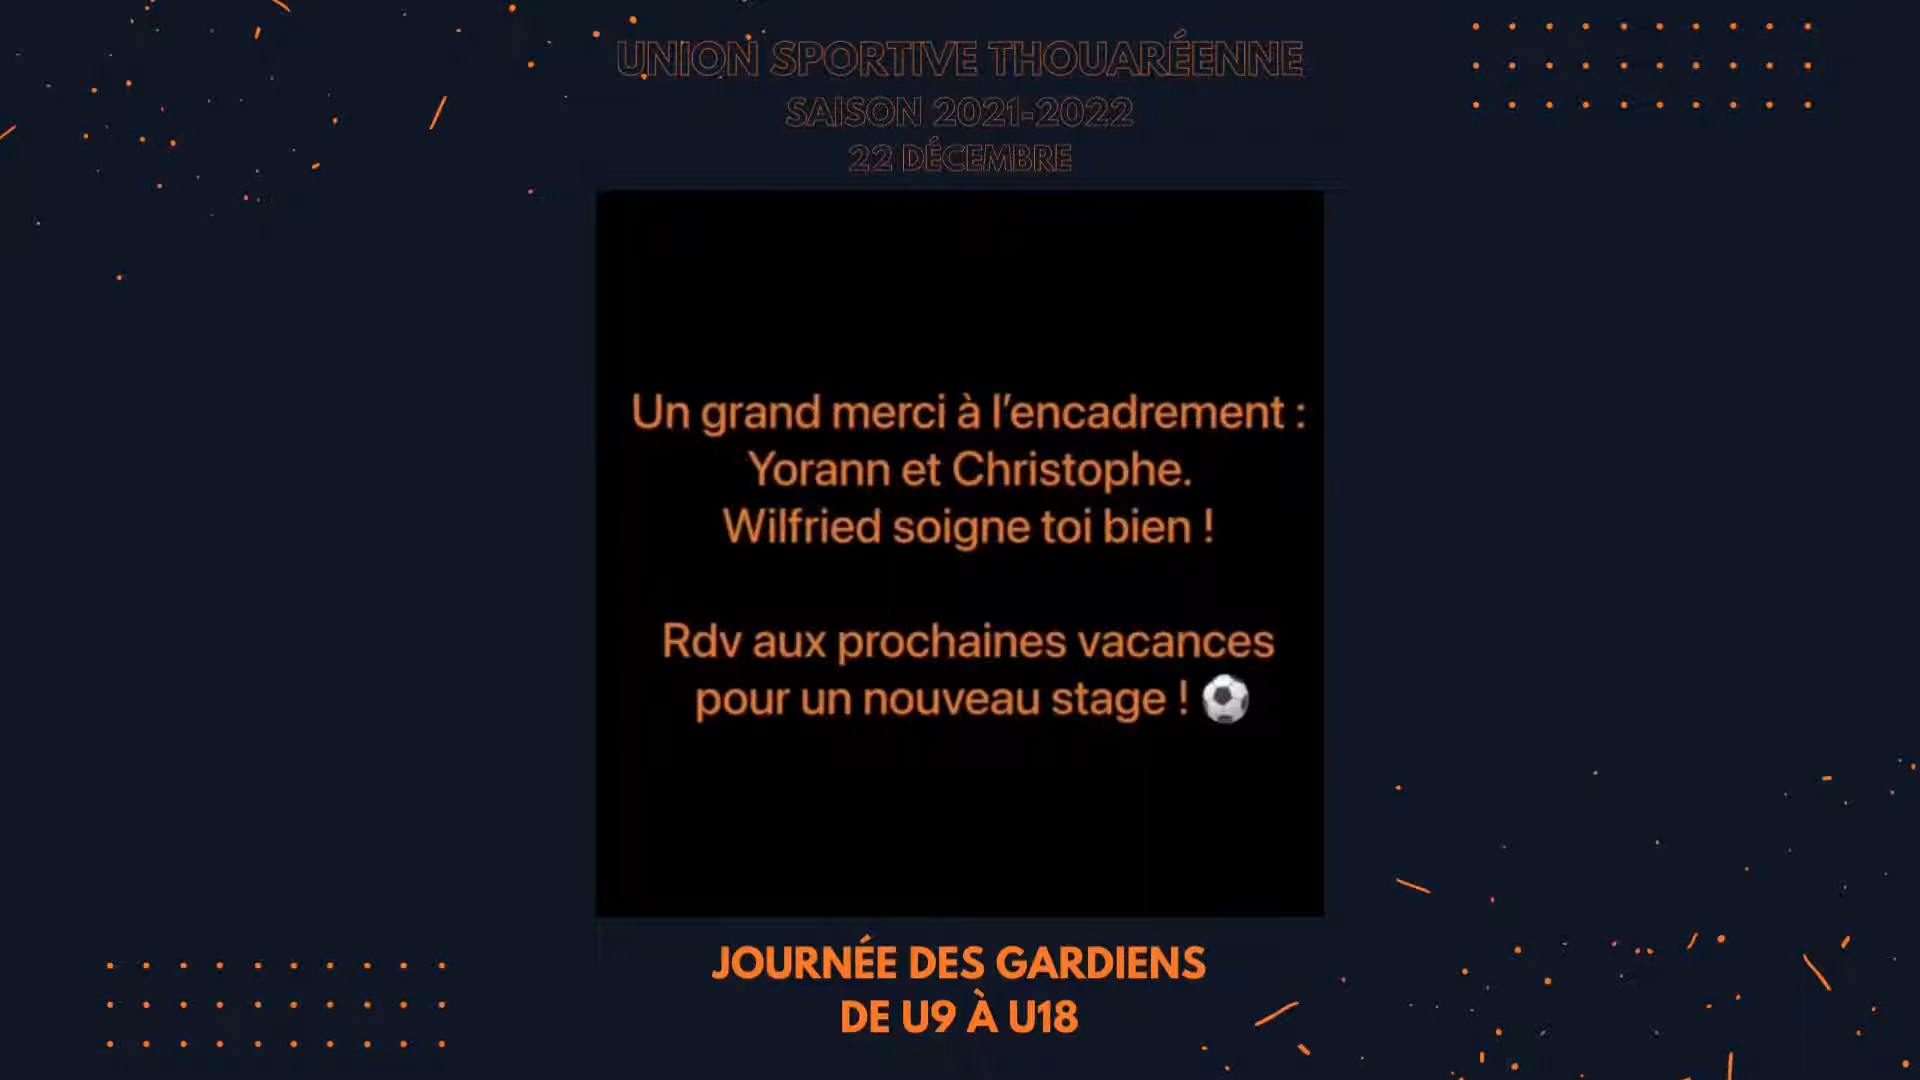 UNION SPORTIVE THOUARÉENNE
SAISON 2021-2022
22 DÉCEMBRE
Un grand merci à l’encadrement :
Yorann et Christophe.
Wilfried soigne toi bien !
Rdv aux prochaines vacances
pour un nouveau stage ! ⚽
JOURNÉE DES GARDIENS
DE U9 À U18